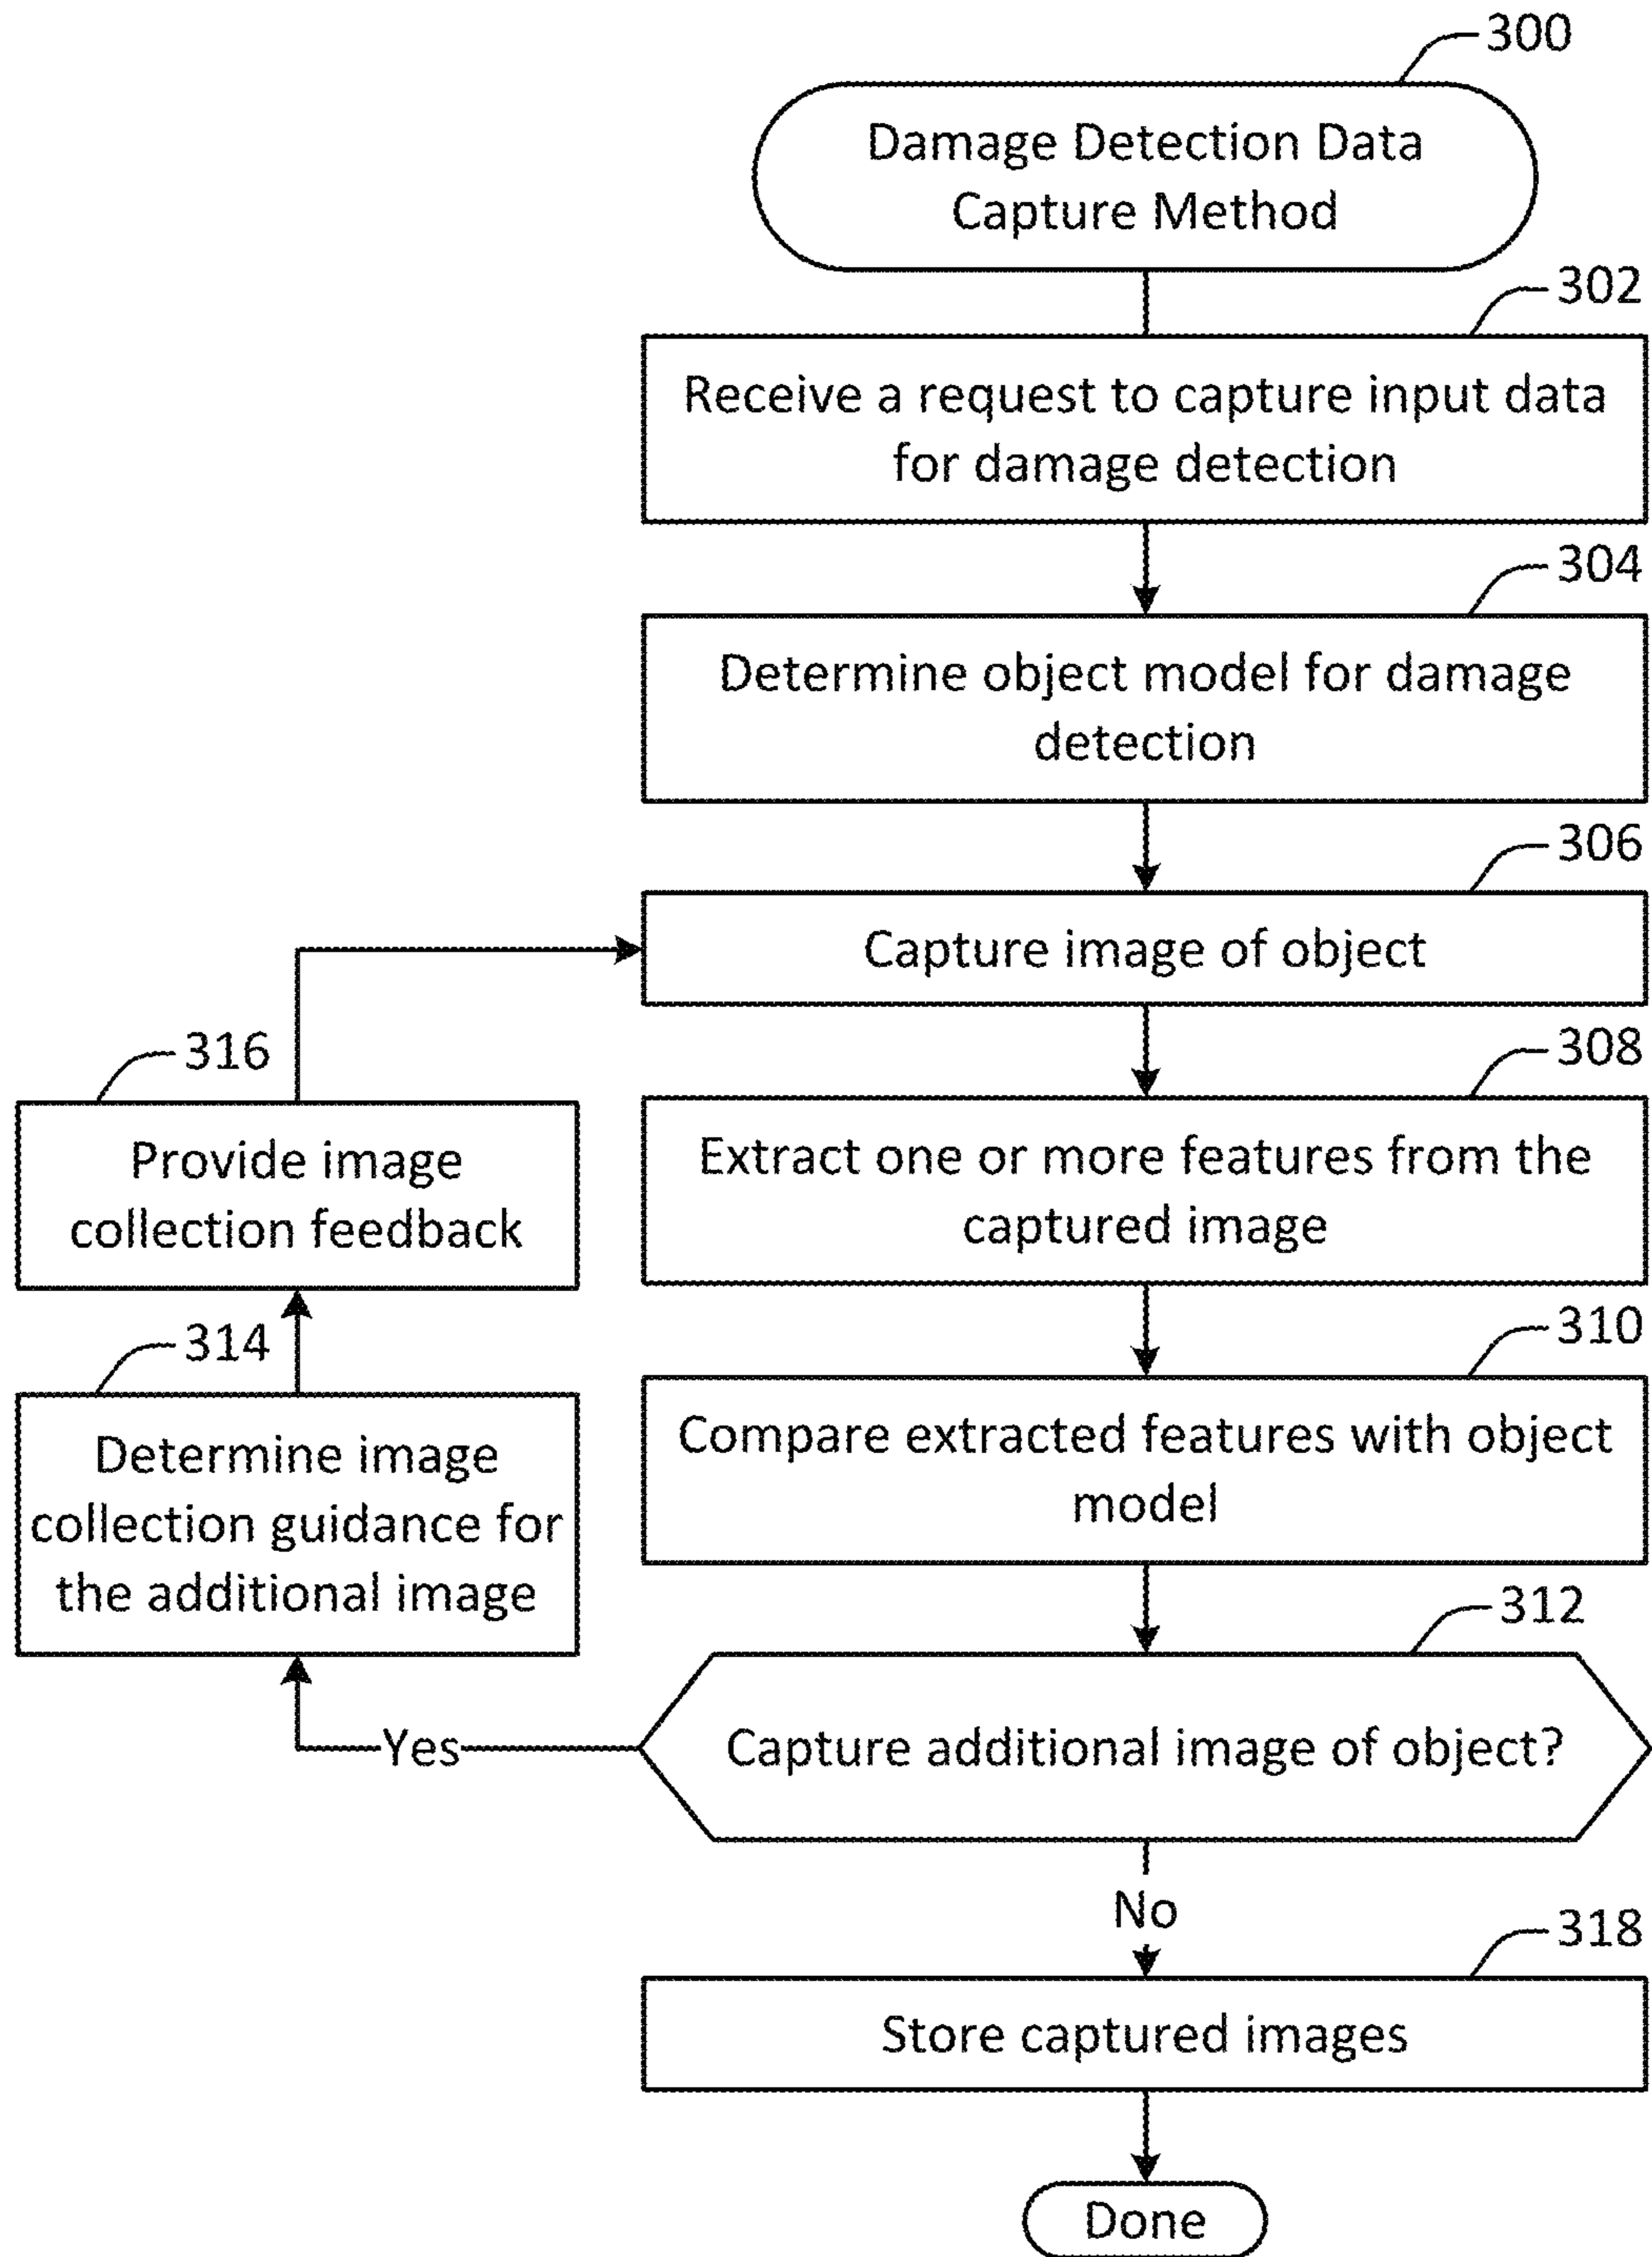 300
Damage Detection Data
Capture Method
302
Receive a request to capture input data
for damage detection
304
Determine object model for damage
detection
306
Capture image of object
308
Extract one or more features from the
captured image
310
Compare extracted features with object
model
312
Capture additional image of object?
Yes
314
Determine image
collection guidance for
the additional image
316
Provide image
collection feedback
No
318
Store captured images
Done